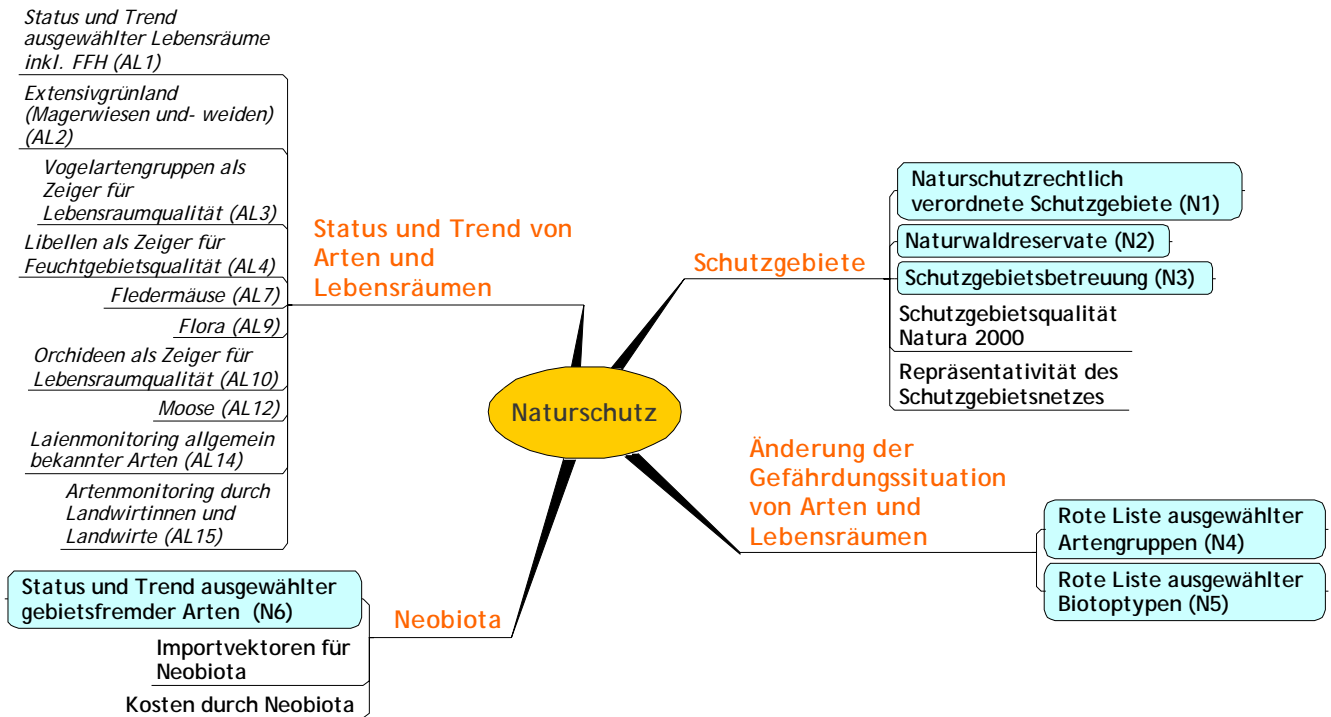 Status und Trend
ausgewählter Lebensräume
inkl. FFH (AL1)
Extensivgrünland
(Magerwiesen und- weiden)
(AL2)
Vogelartengruppen als
Zeiger für
Lebensraumqualität (AL3)
Libellen als Zeiger für
Feuchtgebietsqualität (AL4)
Fledermäuse (AL7)
Flora (AL9)
Orchideen als Zeiger für
Lebensraumqualität (AL10)
Moose (AL12)
Laienmonitoring allgemein
bekannter Arten (AL14)
Artenmonitoring durch
Landwirtinnen und
Landwirte (AL15)
Status und Trend von
Arten und
Lebensräumen
Naturschutz
Schutzgebiete
Naturschutzrechtlich
verordnete Schutzgebiete (N1)
Naturwaldreservate (N2)
Schutzgebietsbetreuung (N3)
Schutzgebietsqualität
Natura 2000
Repräsentativität des
Schutzgebietsnetzes
Änderung der
Gefährdungssituation
von Arten und
Lebensräumen
Rote Liste ausgewählter
Artengruppen (N4)
Rote Liste ausgewählter
Biotoptypen (N5)
Neobiota
Status und Trend ausgewählter
gebietsfremder Arten (N6)
Importvektoren für
Neobiota
Kosten durch Neobiota